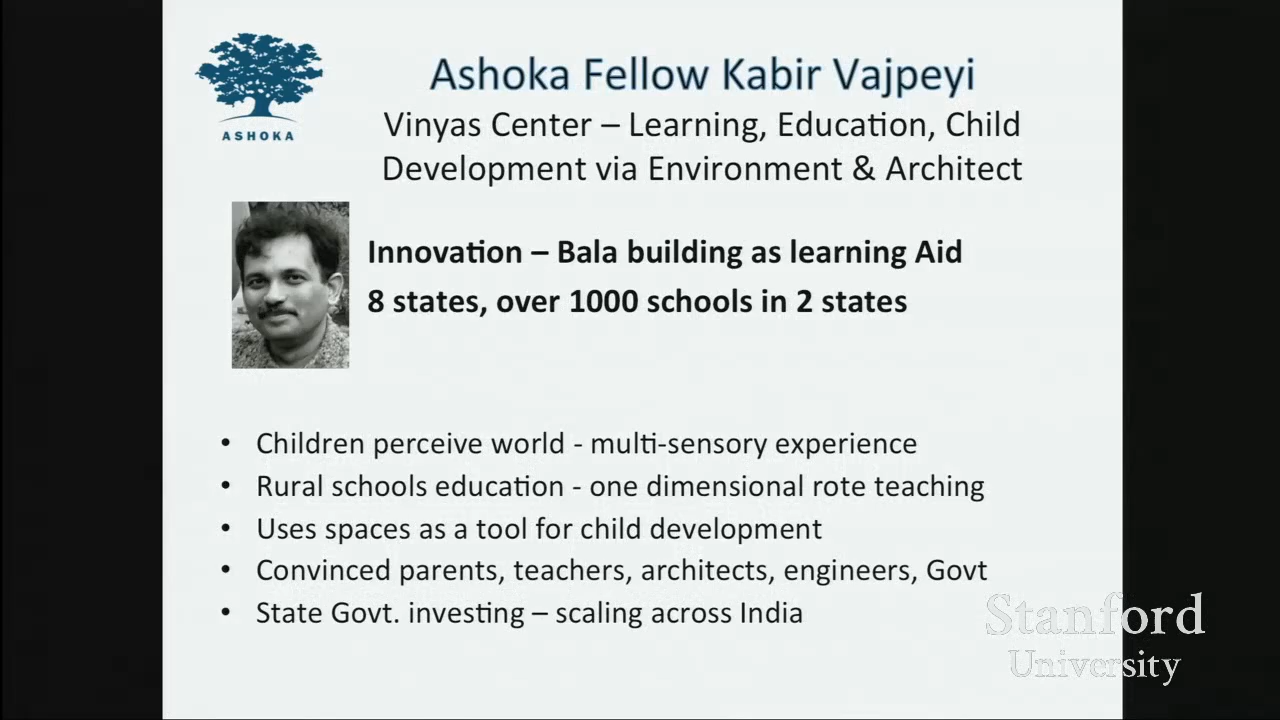 ASHOKA
Ashoka Fellow Kabir Vajpeyi
Vinyas Center – Learning, Education, Child
Development via Environment & Architect
Innovation – Bala building as learning Aid
8 states, over 1000 schools in 2 states
• Children perceive world - multi-sensory experience
• Rural schools education - one dimensional rote teaching
• Uses spaces as a tool for child development
• Convinced parents, teachers, architects, engineers, Govt
• State Govt. investing – scaling across India
Stanford
University